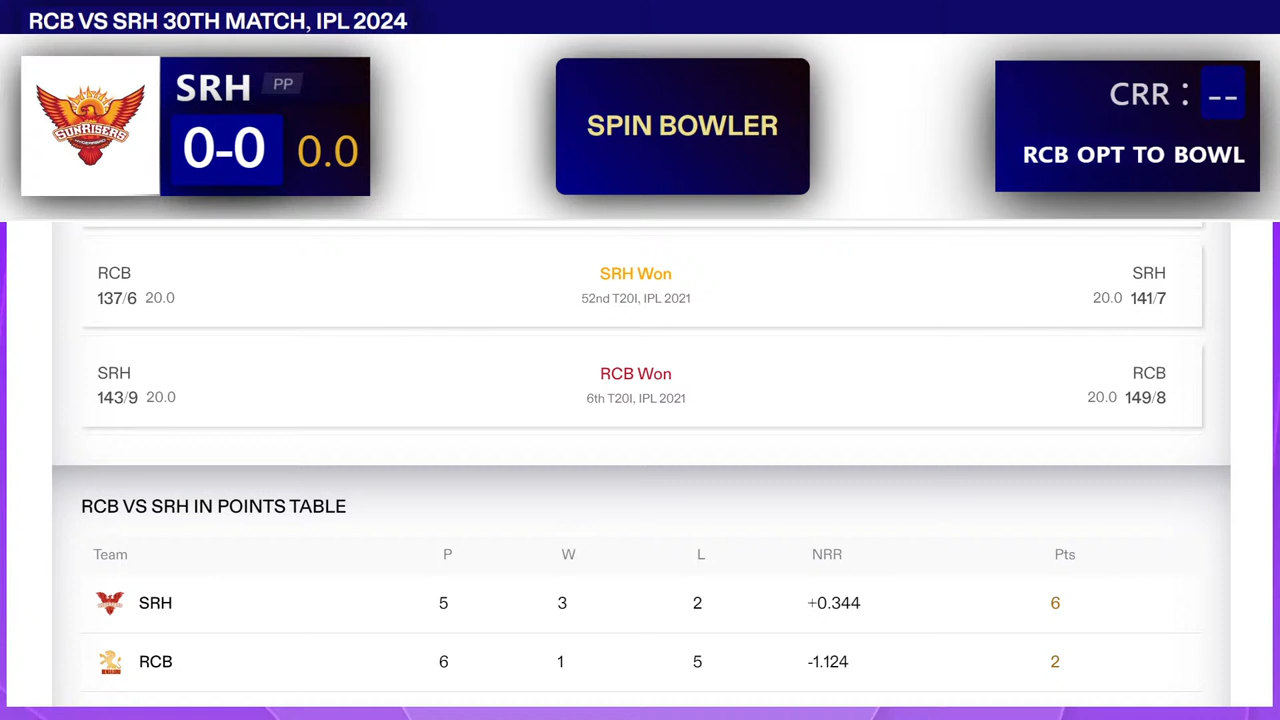 RCB VS SRH 30TH MATCH, IPL 2024
SUNRISERS
SRH PP
0-0 0.0
SPIN BOWLER
CRR : --
RCB OPT TO BOWL
RCB SRH Won SRH
137/6 20.0 52nd T20I, IPL 2021 20.0 141/7
SRH RCB Won RCB
143/9 20.0 6th T20I, IPL 2021 20.0 149/8
RCB VS SRH IN POINTS TABLE
Team P W L NRR Pts
SRH 5 3 2 +0.344 6
RCB 6 1 5 -1.124 2